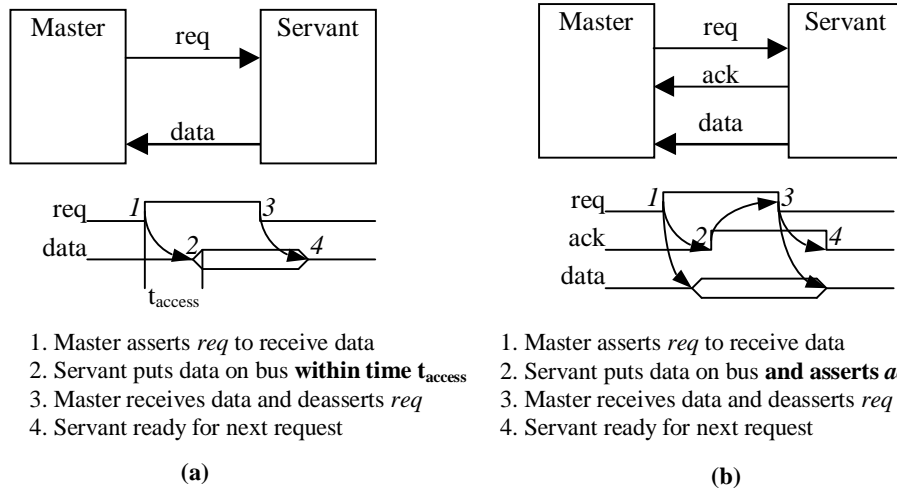 Master
Servant
req
data
req
1
3
data
2
4
t_access
1. Master asserts req to receive data
2. Servant puts data on bus within time t_access
3. Master receives data and deasserts req
4. Servant ready for next request
(a)
Master
Servant
req
ack
data
req
1
3
ack
2
4
data
1. Master asserts req to receive data
2. Servant puts data on bus and asserts a
3. Master receives data and deasserts req
4. Servant ready for next request
(b)